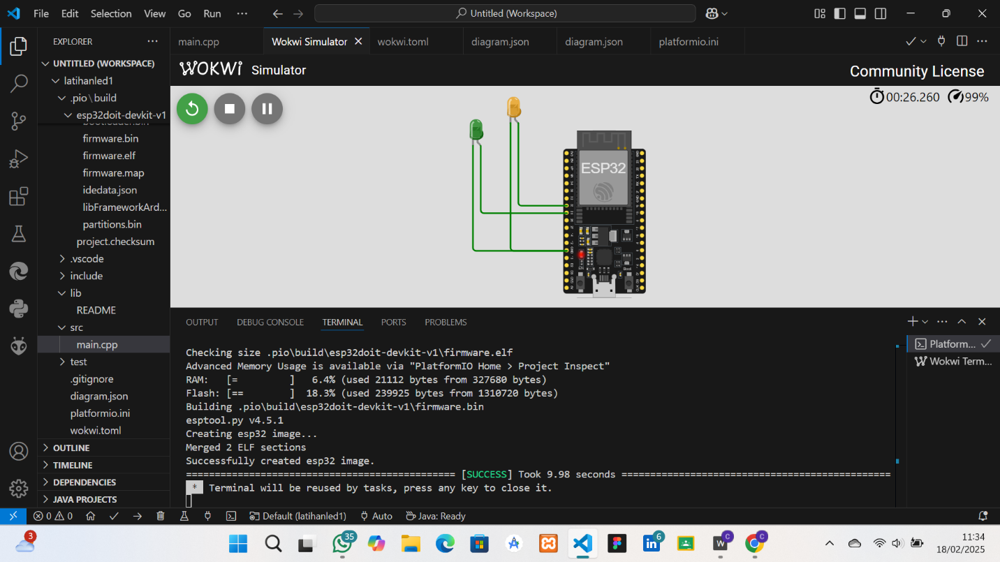 File Edit Selection View Go Run ··· Untitled (Workspace)
EXPLORER ···
main.cpp Wokwi Simulator wokwi.toml diagram.json diagram.json platformio.ini
UNTITLED (WORKSPACE)
latihanled1
.pio\build
esp32doit-devkit-v1
bootloader.bin
firmware.bin
firmware.elf
firmware.map
idedata.json
libFrameworkArd...
partitions.bin
project.checksum
.vscode
include
lib
README
src
main.cpp
test
.gitignore
diagram.json
platformio.ini
wokwi.toml
OUTLINE
TIMELINE
DEPENDENCIES
JAVA PROJECTS
WOKWI Simulator
Community License
00:26.260 99%
ESP32
EN Boot
OUTPUT DEBUG CONSOLE TERMINAL PORTS PROBLEMS
Checking size .pio\build\esp32doit-devkit-v1\firmware.elf
Advanced Memory Usage is available via "PlatformIO Home > Project Inspect"
RAM: [= ] 6.4% (used 21112 bytes from 327680 bytes)
Flash: [== ] 18.3% (used 239925 bytes from 1310720 bytes)
Building .pio\build\esp32doit-devkit-v1\firmware.bin
esptool.py v4.5.1
Creating esp32 image...
Merged 2 ELF sections
Successfully created esp32 image.
=============================================== [SUCCESS] Took 9.98 seconds ===============================================
* Terminal will be reused by tasks, press any key to close it.
Platform...
Wokwi Term...
0 0 Default (latihanled1) Auto Java: Ready
3
35
6
C
C
11:34
18/02/2025